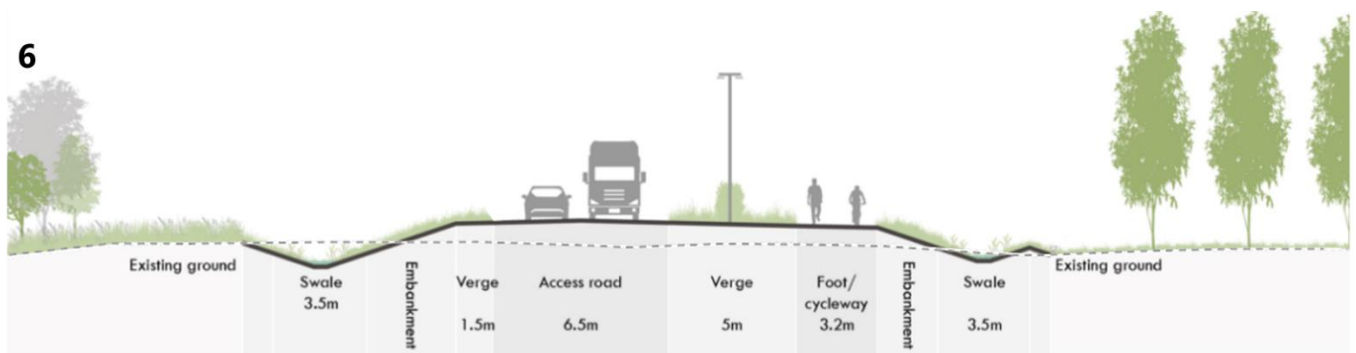 6
Existing ground
Swale
3.5m
Embankment
Verge
1.5m
Access road
6.5m
Verge
5m
Foot/
cycleway
3.2m
Embankment
Swale
3.5m
Existing ground